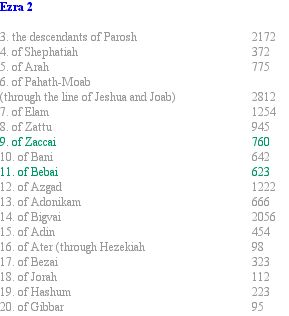 Ezra 2
3. the descendants of Parosh 2172
4. of Shephatiah 372
5. of Arah 775
6. of Pahath-Moab
(through the line of Jeshua and Joab) 2812
7. of Elam 1254
8. of Zattu 945
9. of Zaccai 760
10. of Bani 642
11. of Bebai 623
12. of Azgad 1222
13. of Adonikam 666
14. of Bigvai 2056
15. of Adin 454
16. of Ater (through Hezekiah 98
17. of Bezai 323
18. of Jorah 112
19. of Hashum 223
20. of Gibbar 95